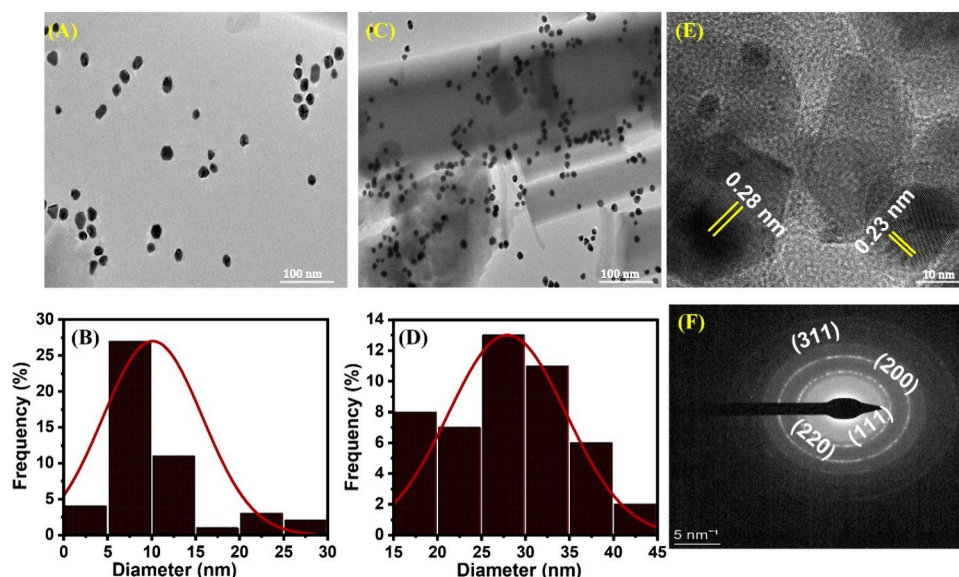 (A)
100 nm
(C)
100 nm
(E)
0.28 nm
0.23 nm
10 nm
(B)
Frequency (%)
30
25
20
15
10
5
0
0 5 10 15 20 25 30
Diameter (nm)
(D)
Frequency (%)
14
12
10
8
6
4
2
0
15 20 25 30 35 40 45
Diameter (nm)
(F)
(311)
(200)
(220)
(111)
5 nm⁻¹